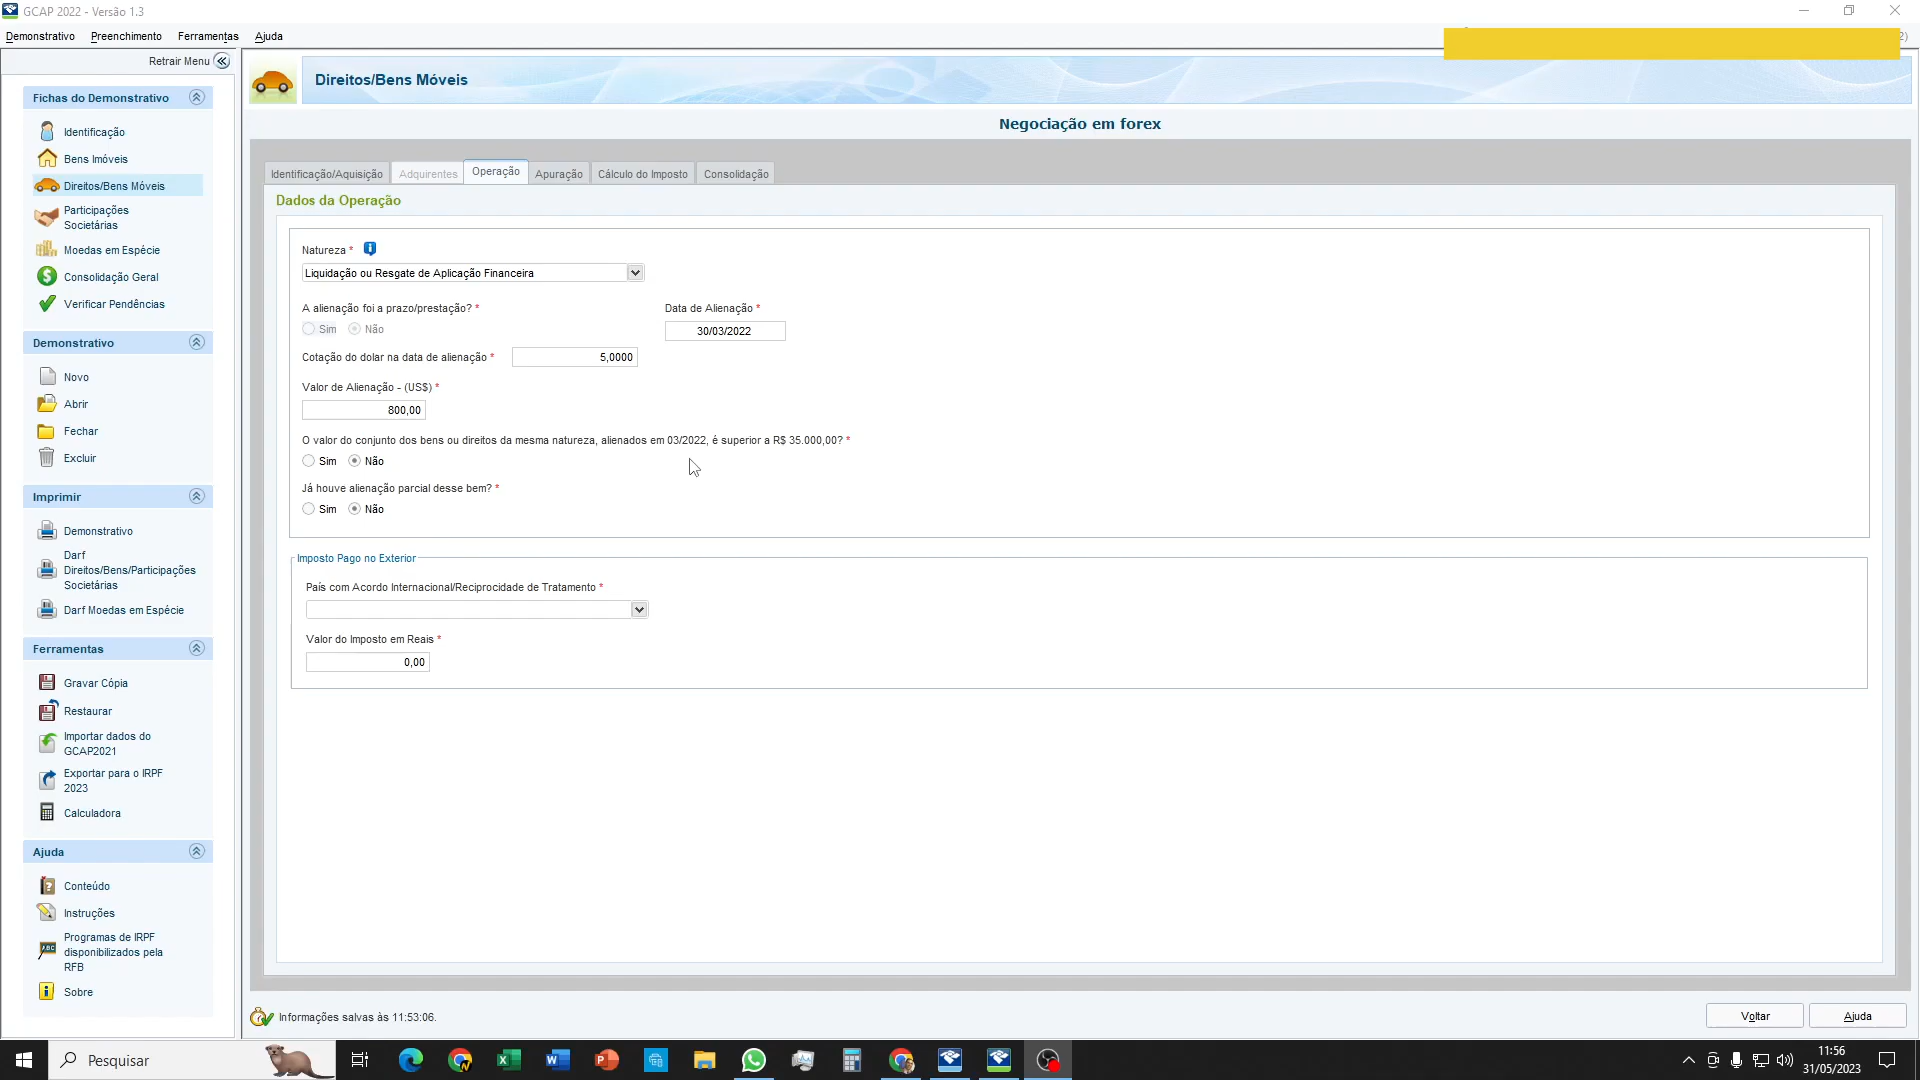 GCAP 2022 - Versão 1.3
Demonstrativo Preenchimento Ferramentas Ajuda
2)
Retrair Menu
Fichas do Demonstrativo
Identificação
Bens Imóveis
Direitos/Bens Móveis
Participações
Societárias
Moedas em Espécie
Consolidação Geral
Verificar Pendências
Demonstrativo
Novo
Abrir
Fechar
Excluir
Imprimir
Demonstrativo
Darf
Direitos/Bens/Participações
Societárias
Darf Moedas em Espécie
Ferramentas
Gravar Cópia
Restaurar
Importar dados do
GCAP2021
Exportar para o IRPF
2023
Calculadora
Ajuda
Conteúdo
Instruções
Programas de IRPF
disponibilizados pela
RFB
Sobre
Direitos/Bens Móveis
Negociação em forex
Identificação/Aquisição Adquirentes Operação Apuração Cálculo do Imposto Consolidação
Dados da Operação
Natureza *
Liquidação ou Resgate de Aplicação Financeira
A alienação foi a prazo/prestação? * Data de Alienação *
Sim Não 30/03/2022
Cotação do dolar na data de alienação * 5,0000
Valor de Alienação - (US$) *
800,00
O valor do conjunto dos bens ou direitos da mesma natureza, alienados em 03/2022, é superior a R$ 35.000,00? *
Sim Não
Já houve alienação parcial desse bem? *
Sim Não
Imposto Pago no Exterior
País com Acordo Internacional/Reciprocidade de Tratamento *
Valor do Imposto em Reais *
0,00
Informações salvas às 11:53:06.
Voltar Ajuda
Pesquisar
11:56
31/05/2023